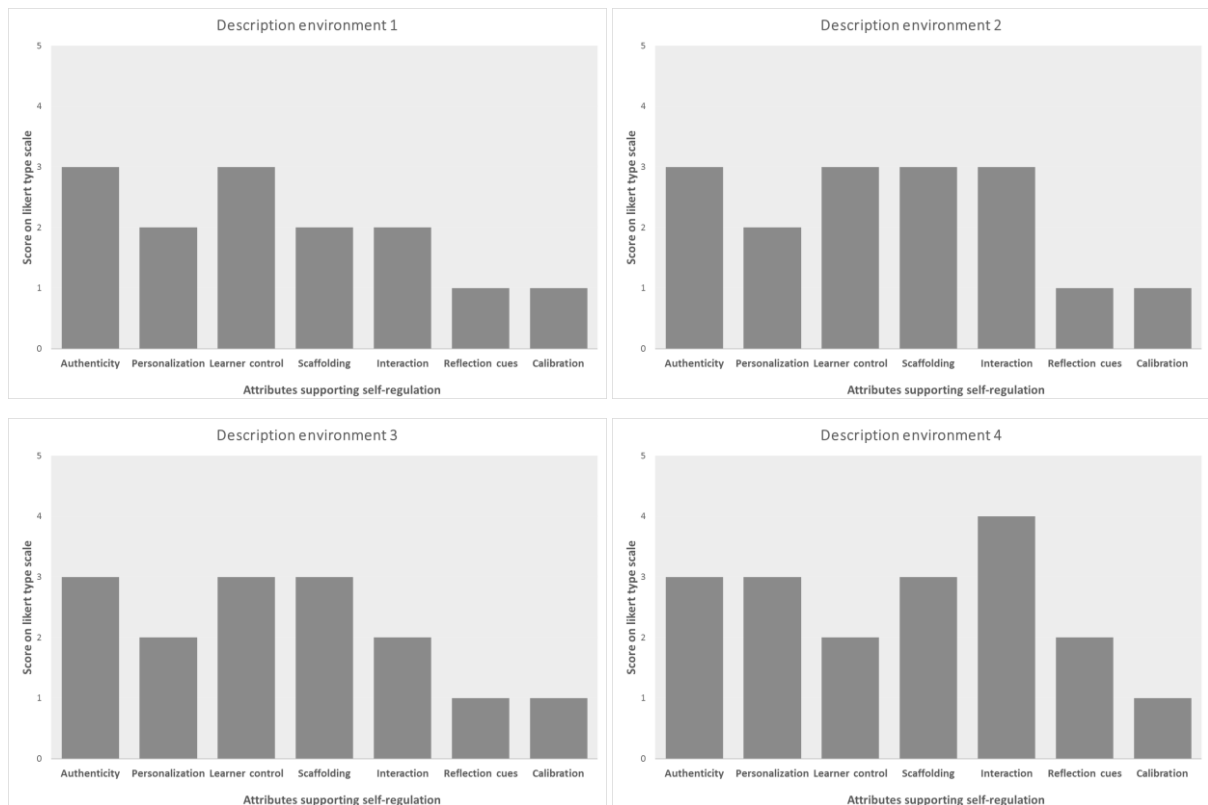 Description environment 1
5
4
3
2
1
0
Score on likert type scale
Authenticity Personalization Learner control Scaffolding Interaction Reflection cues Calibration
Attributes supporting self-regulation
Description environment 2
5
4
3
2
1
0
Score on likert type scale
Authenticity Personalization Learner control Scaffolding Interaction Reflection cues Calibration
Attributes supporting self-regulation
Description environment 3
5
4
3
2
1
0
Score on likert type scale
Authenticity Personalization Learner control Scaffolding Interaction Reflection cues Calibration
Attributes supporting self-regulation
Description environment 4
5
4
3
2
1
0
Score on likert type scale
Authenticity Personalization Learner control Scaffolding Interaction Reflection cues Calibration
Attributes supporting self-regulation